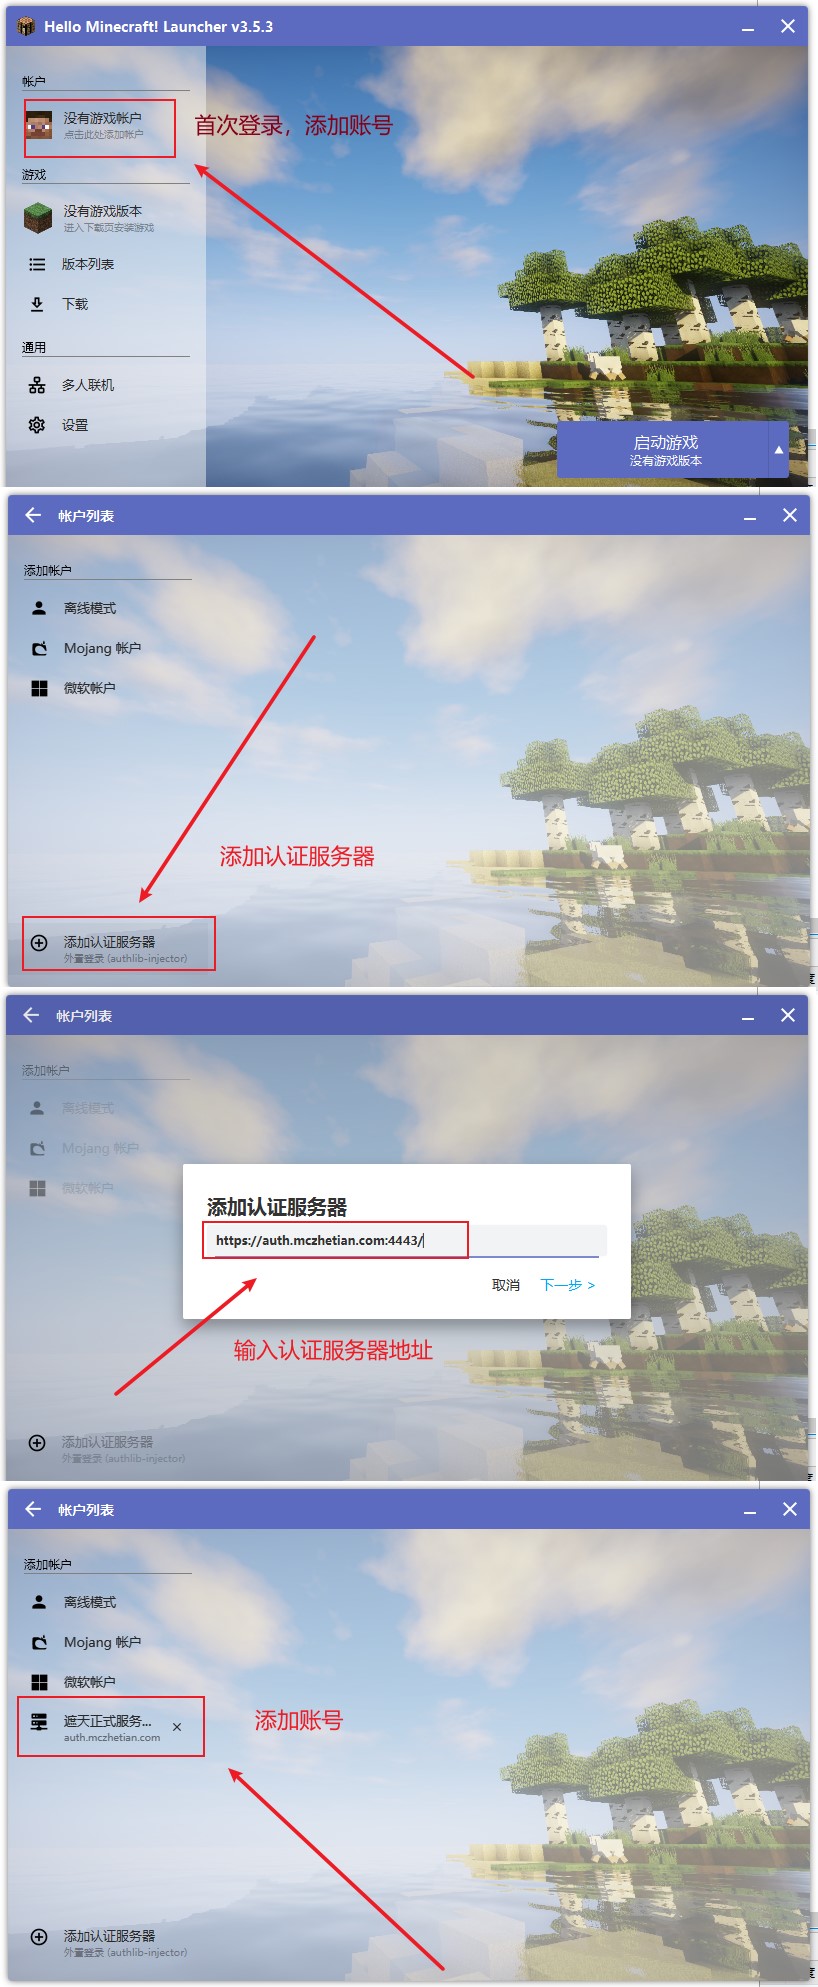 Hello Minecraft! Launcher v3.5.3
帐户
没有游戏帐户
点击此处添加帐户
首次登录，添加账号
游戏
没有游戏版本
进入下载页安装游戏
版本列表
下载
通用
多人联机
设置
启动游戏
没有游戏版本
帐户列表
添加帐户
离线模式
Mojang 帐户
微软帐户
添加认证服务器
添加认证服务器
外置登录 (authlib-injector)
帐户列表
添加帐户
离线模式
Mojang 帐户
微软帐户
添加认证服务器
https://auth.mczhetian.com:4443/
取消
下一步 >
输入认证服务器地址
添加认证服务器
外置登录 (authlib-injector)
帐户列表
添加帐户
离线模式
Mojang 帐户
微软帐户
遮天正式服务...
auth.mczhetian.com
添加账号
添加认证服务器
外置登录 (authlib-injector)